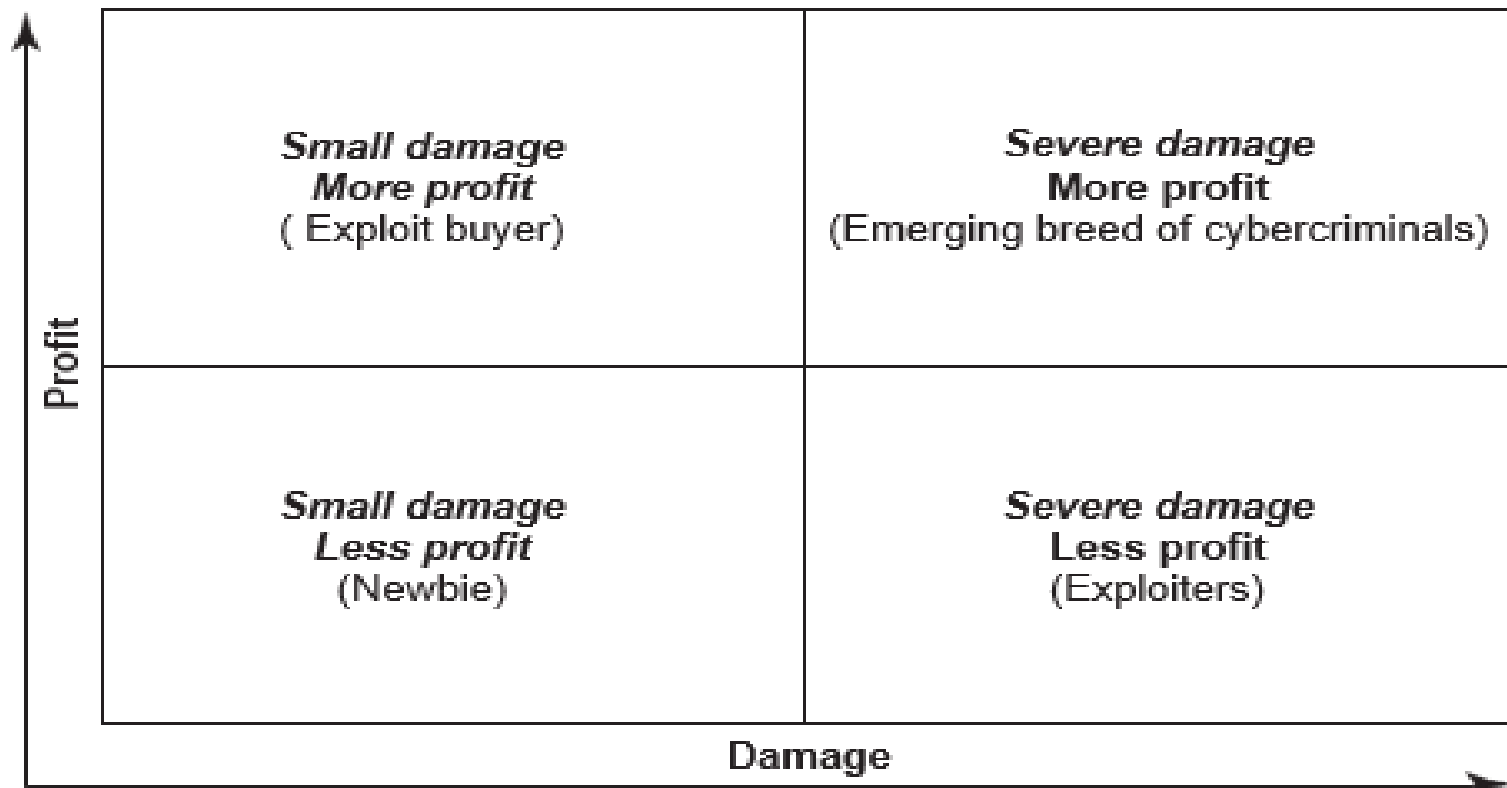 Small damage
More profit
( Exploit buyer)
Severe damage
More profit
(Emerging breed of cybercriminals)
Profit
Small damage
Less profit
(Newbie)
Severe damage
Less profit
(Exploiters)
Damage